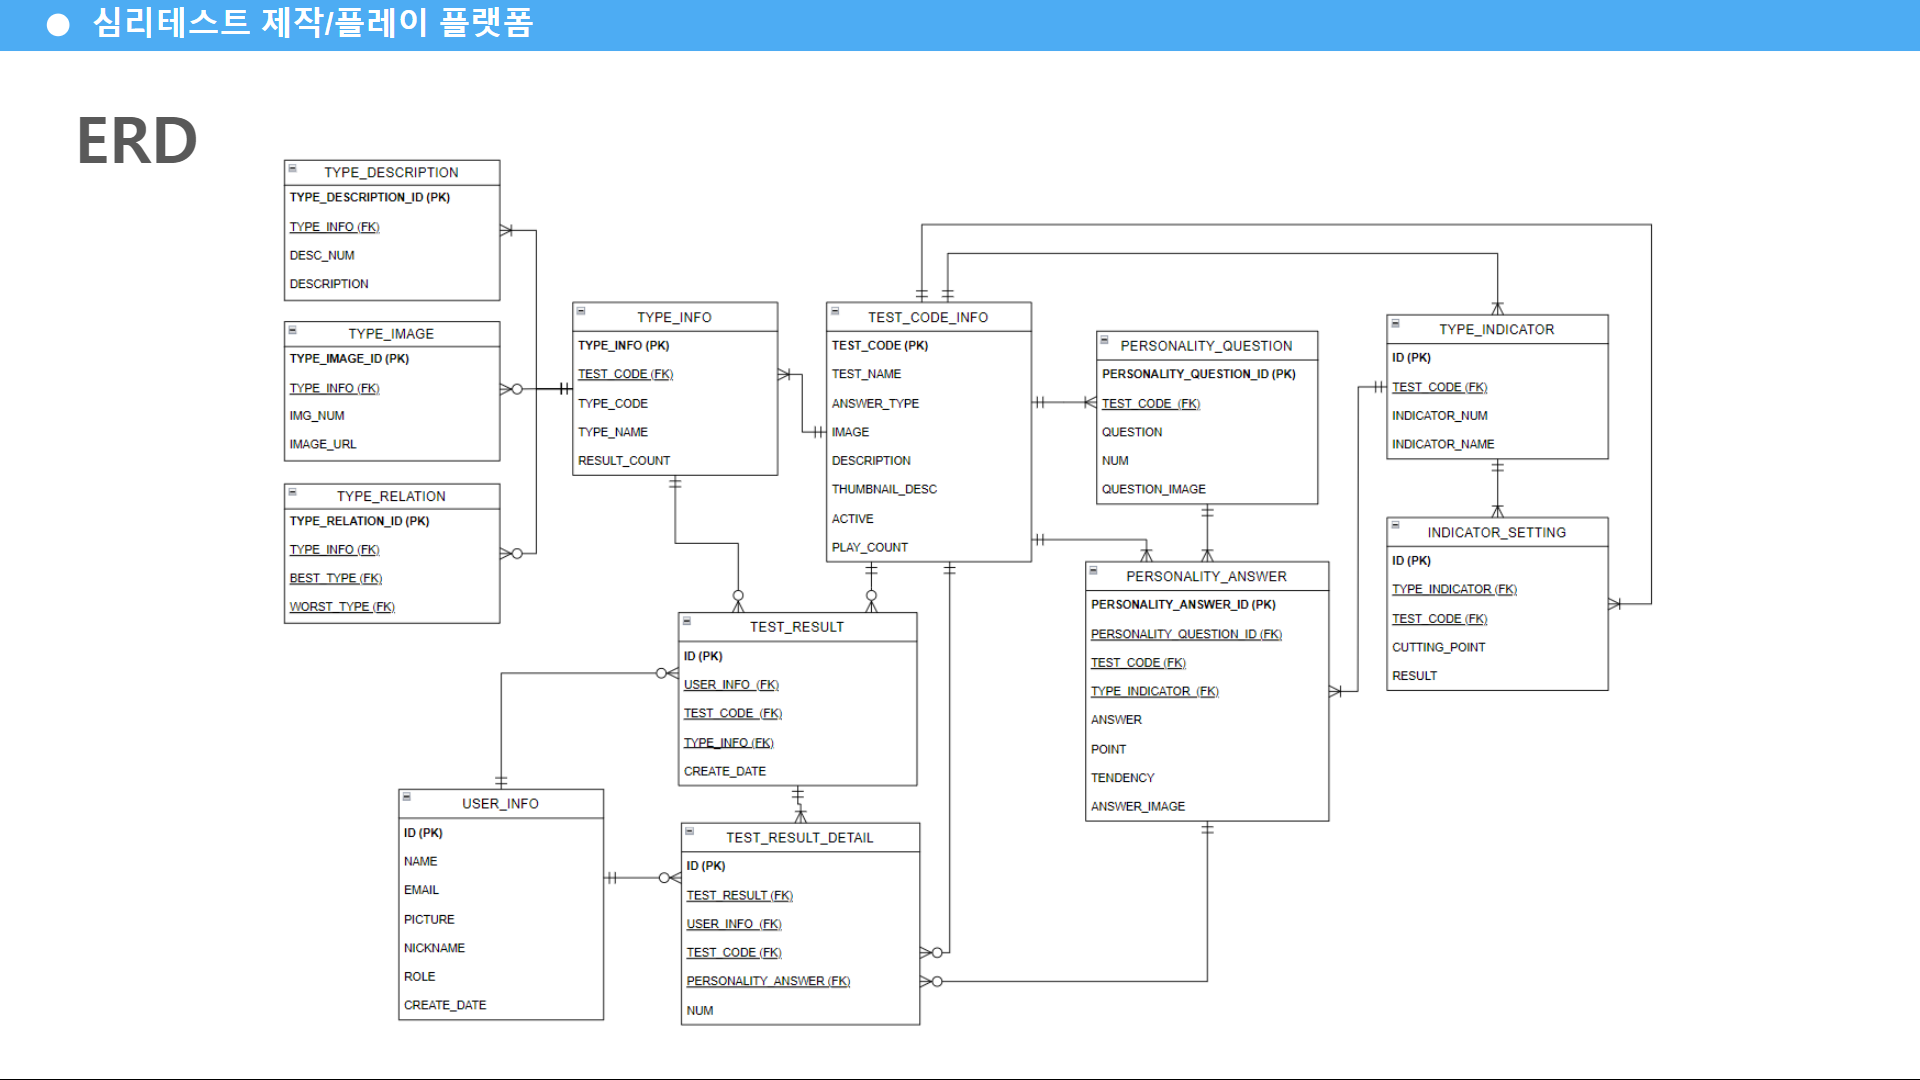 심리테스트 제작/플레이 플랫폼
ERD
TYPE_DESCRIPTION
TYPE_DESCRIPTION_ID (PK)
TYPE_INFO (FK)
DESC_NUM
DESCRIPTION
TYPE_IMAGE
TYPE_IMAGE_ID (PK)
TYPE_INFO (FK)
IMG_NUM
IMAGE_URL
TYPE_RELATION
TYPE_RELATION_ID (PK)
TYPE_INFO (FK)
BEST_TYPE (FK)
WORST_TYPE (FK)
TYPE_INFO
TYPE_INFO (PK)
TEST_CODE (FK)
TYPE_CODE
TYPE_NAME
RESULT_COUNT
TEST_CODE_INFO
TEST_CODE (PK)
TEST_NAME
ANSWER_TYPE
IMAGE
DESCRIPTION
THUMBNAIL_DESC
ACTIVE
PLAY_COUNT
PERSONALITY_QUESTION
PERSONALITY_QUESTION_ID (PK)
TEST_CODE (FK)
QUESTION
NUM
QUESTION_IMAGE
TYPE_INDICATOR
ID (PK)
TEST_CODE (FK)
INDICATOR_NUM
INDICATOR_NAME
INDICATOR_SETTING
ID (PK)
TYPE_INDICATOR (FK)
TEST_CODE (FK)
CUTTING_POINT
RESULT
PERSONALITY_ANSWER
PERSONALITY_ANSWER_ID (PK)
PERSONALITY_QUESTION_ID (FK)
TEST_CODE (FK)
TYPE_INDICATOR (FK)
ANSWER
POINT
TENDENCY
ANSWER_IMAGE
TEST_RESULT
ID (PK)
USER_INFO (FK)
TEST_CODE (FK)
TYPE_INFO (FK)
CREATE_DATE
USER_INFO
ID (PK)
NAME
EMAIL
PICTURE
NICKNAME
ROLE
CREATE_DATE
TEST_RESULT_DETAIL
ID (PK)
TEST_RESULT (FK)
USER_INFO (FK)
TEST_CODE (FK)
PERSONALITY_ANSWER (FK)
NUM